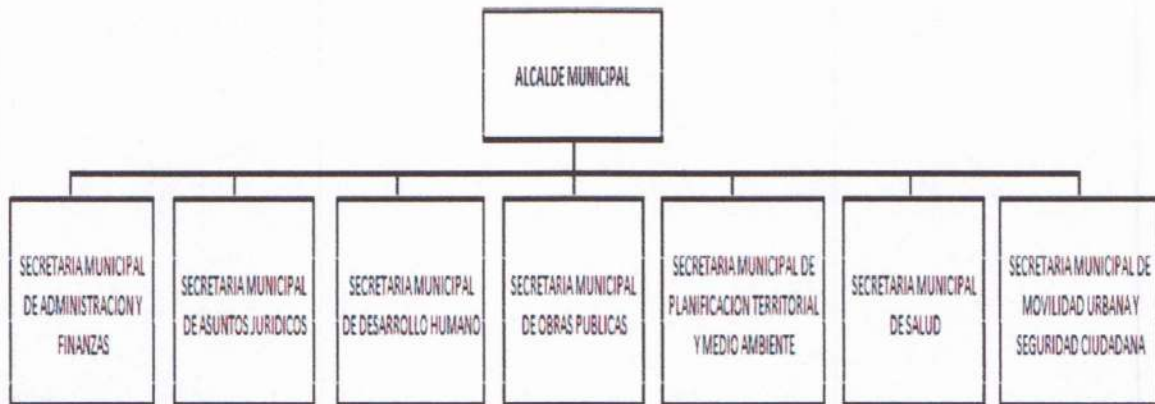 ALCALDE MUNICIPAL
SECRETARIA MUNICIPAL
DE ADMINISTRACION Y
FINANZAS
SECRETARIA MUNICIPAL
DE ASUNTOS JURIDICOS
SECRETARIA MUNICIPAL
DE DESARROLLO HUMANO
SECRETARIA MUNICIPAL
DE OBRAS PUBLICAS
SECRETARIA MUNICIPAL DE
PLANIFICACION TERRITORIAL
Y MEDIO AMBIENTE
SECRETARIA MUNICIPAL
DE SALUD
SECRETARIA MUNICIPAL DE
MOVILIDAD URBANA Y
SEGURIDAD CIUDADANA